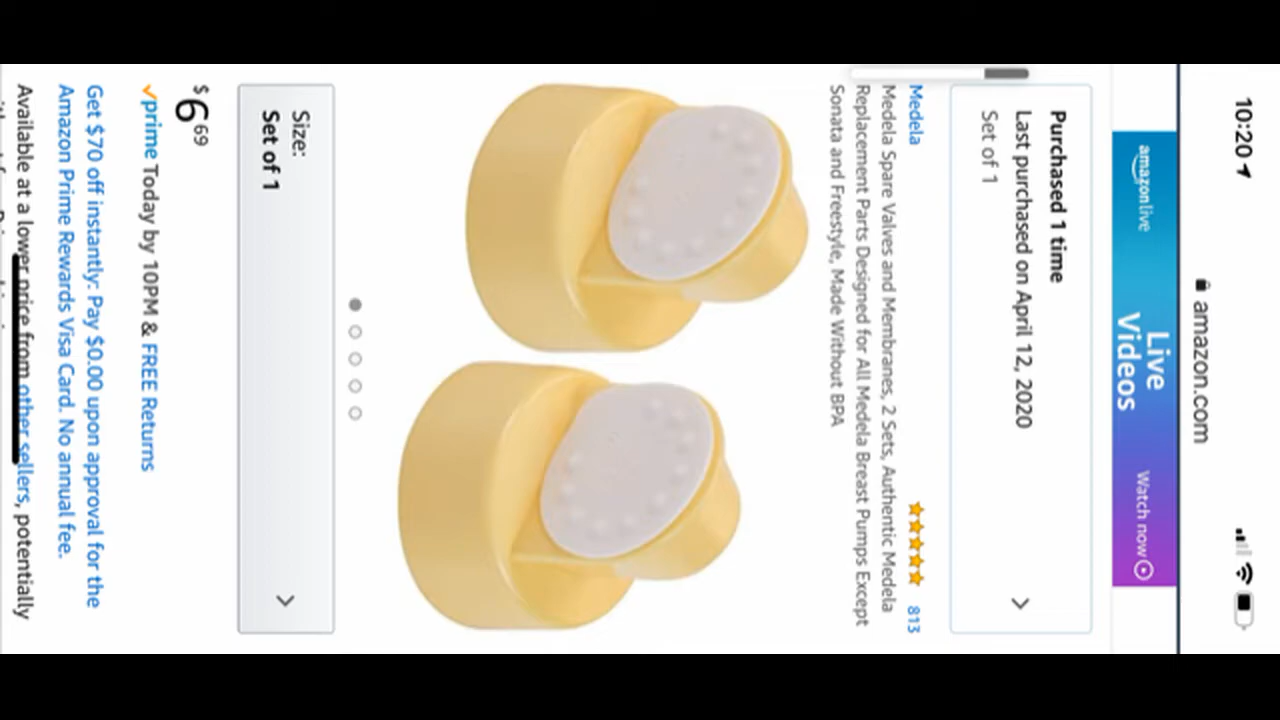 10:20
amazon.com
amazon live
Live
Videos
Watch now
Purchased 1 time
Last purchased on April 12, 2020
Set of 1
Medela
813
Medela Spare Valves and Membranes, 2 Sets, Authentic Medela
Replacement Parts Designed for All Medela Breast Pumps Except
Sonata and Freestyle, Made Without BPA
Size:
Set of 1
$669
prime Today by 10PM & FREE Returns
Get $70 off instantly: Pay $0.00 upon approval for the
Amazon Prime Rewards Visa Card. No annual fee.
Available at a lower price from other sellers, potentially